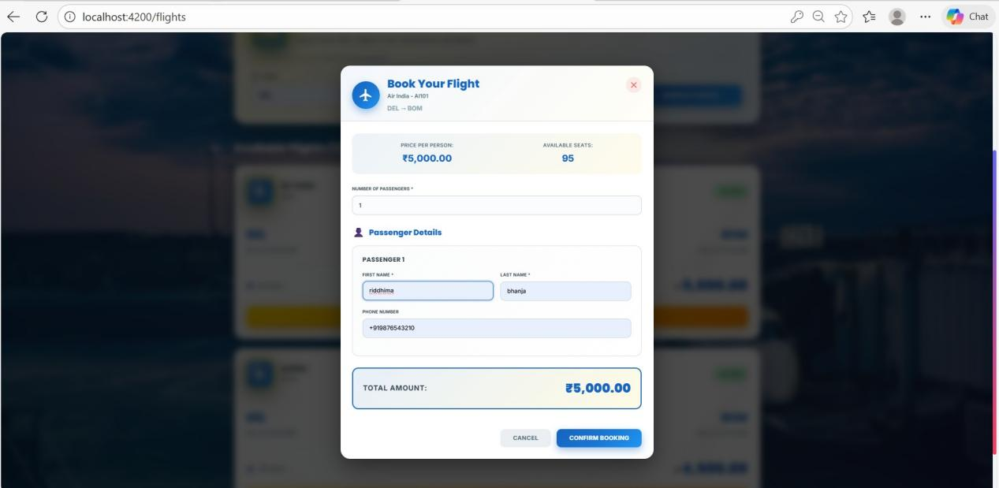 localhost:4200/flights
Chat
Book Your Flight
Air India - AI101
DEL → BOM
PRICE PER PERSON:
₹5,000.00
AVAILABLE SEATS:
95
NUMBER OF PASSENGERS *
1
Passenger Details
PASSENGER 1
FIRST NAME *
riddhima
LAST NAME *
bhanja
PHONE NUMBER
+919876543210
TOTAL AMOUNT:
₹5,000.00
CANCEL
CONFIRM BOOKING